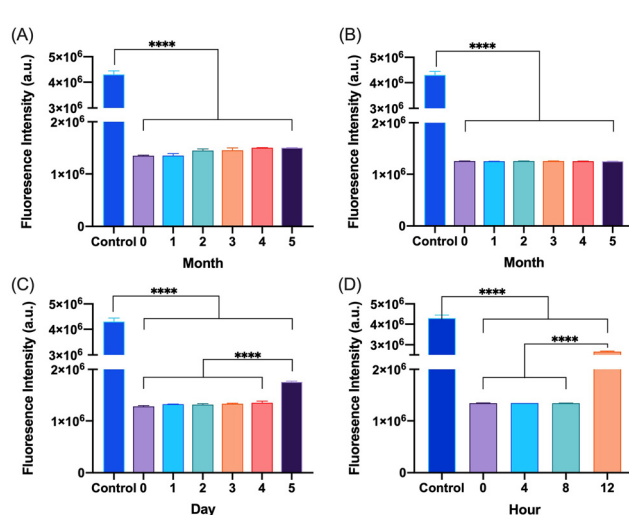 (A)
Fluoresence Intensity (a.u.)
5×10⁶
4×10⁶
3×10⁶
2×10⁶
1×10⁶
0
****
Control 0 1 2 3 4 5
Month
(B)
Fluoresence Intensity (a.u.)
5×10⁶
4×10⁶
3×10⁶
2×10⁶
1×10⁶
0
****
Control 0 1 2 3 4 5
Month
(C)
Fluoresence Intensity (a.u.)
5×10⁶
4×10⁶
3×10⁶
2×10⁶
1×10⁶
0
****
****
Control 0 1 2 3 4 5
Day
(D)
Fluoresence Intensity (a.u.)
5×10⁶
4×10⁶
3×10⁶
2×10⁶
1×10⁶
0
****
****
Control 0 4 8 12
Hour